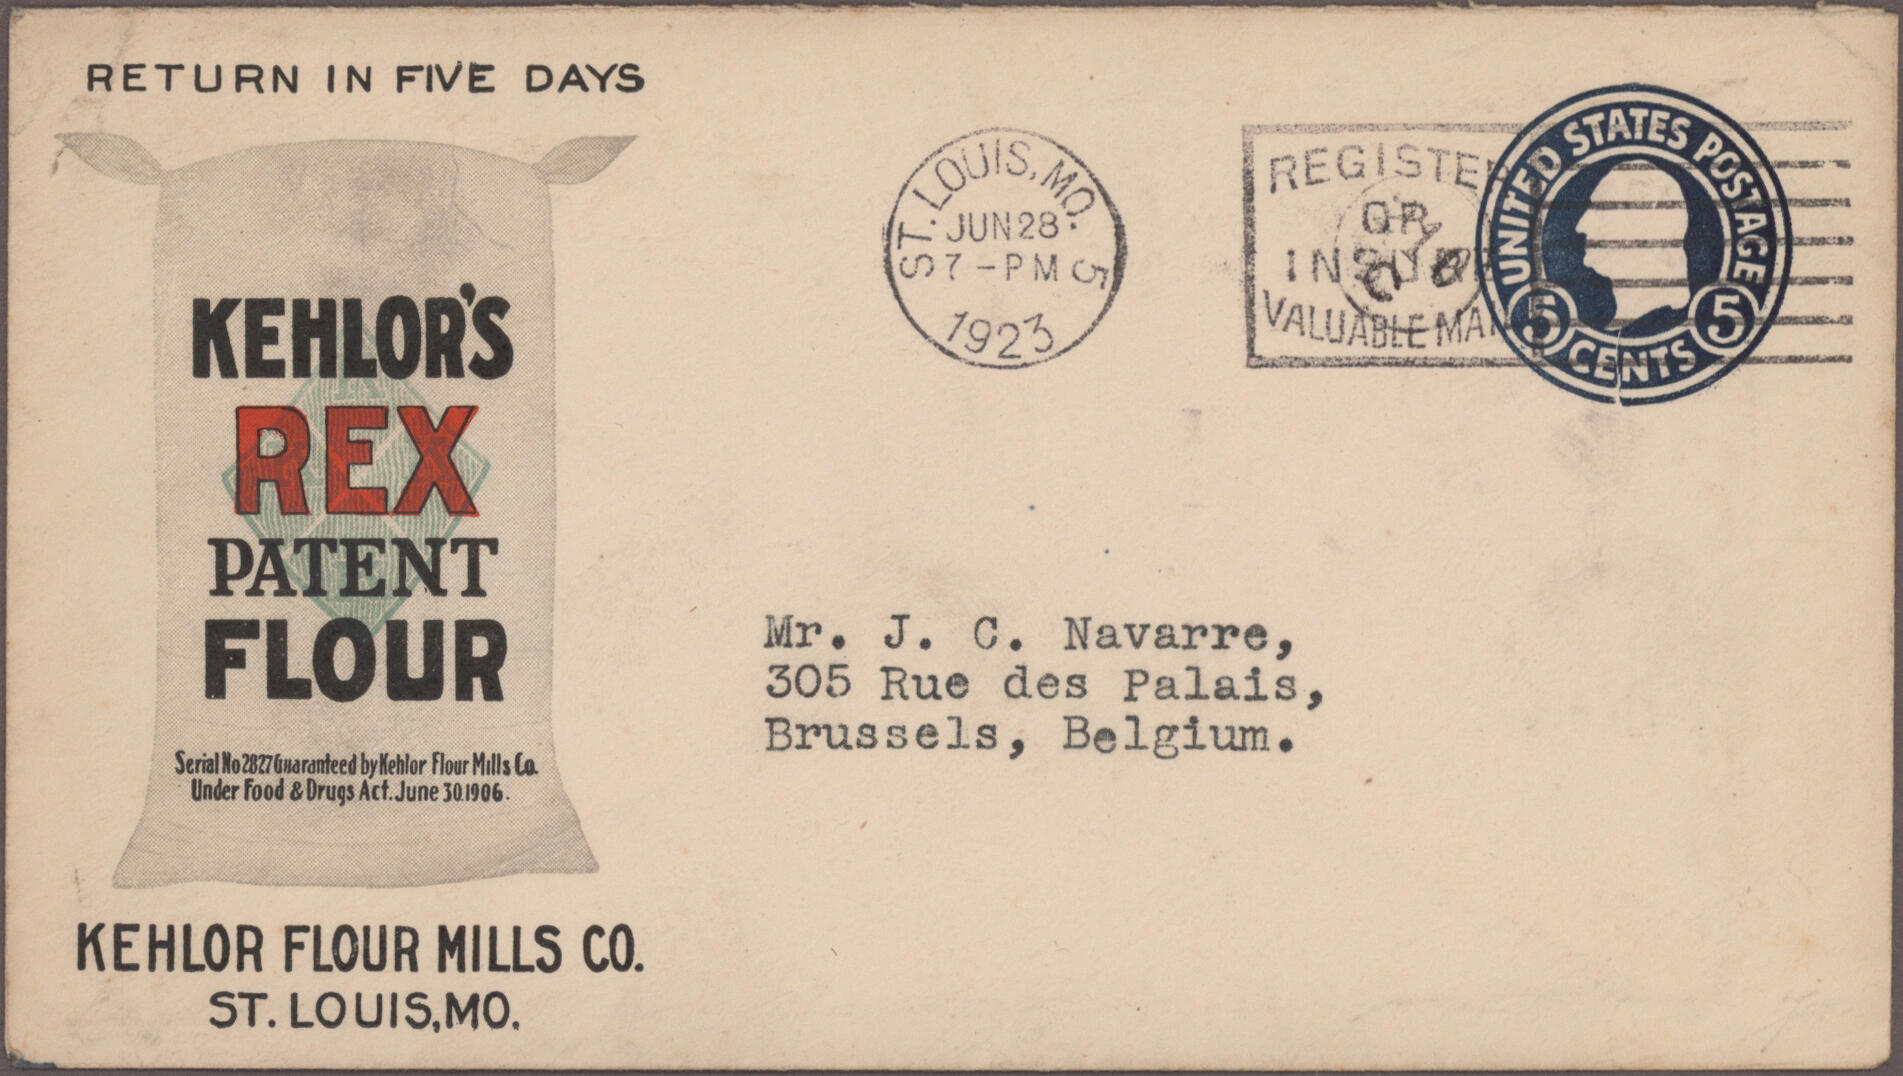 RETURN IN FIVE DAYS
KEHLOR'S
REX
PATENT
FLOUR
Serial No 2827 Guaranteed by Kehlor Flour Mills Co.
Under Food & Drugs Act. June 30.1906.
KEHLOR FLOUR MILLS CO.
ST. LOUIS, MO.
ST. LOUIS, MO. 5
JUN 28
7-PM
1923
REGISTER
OR
INSURE
VALUABLE MAIL
UNITED STATES POSTAGE
5 CENTS 5
Mr. J. C. Navarre,
305 Rue des Palais,
Brussels, Belgium.